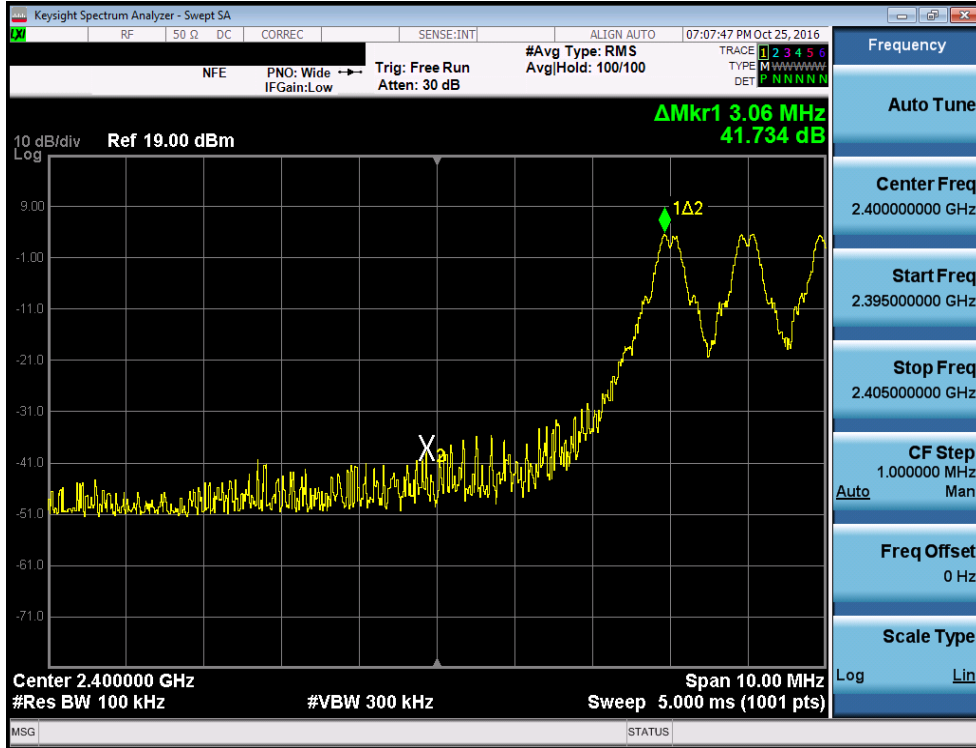 Keysight Spectrum Analyzer - Swept SA
LXI RF 50 Ω DC CORREC SENSE:INT ALIGN AUTO 07:07:47 PM Oct 25, 2016
NFE PNO: Wide Trig: Free Run #Avg Type: RMS TRACE 1 2 3 4 5 6
IFGain:Low Atten: 30 dB Avg|Hold: 100/100 TYPE M W W W W W
DET P N N N N N
ΔMkr1 3.06 MHz
41.734 dB
10 dB/div Ref 19.00 dBm
Log
9.00
1Δ2
-1.00
-11.0
-21.0
-31.0
X2
-41.0
-51.0
-61.0
-71.0
Center 2.400000 GHz Span 10.00 MHz
#Res BW 100 kHz #VBW 300 kHz Sweep 5.000 ms (1001 pts)
MSG STATUS
Frequency
Auto Tune
Center Freq
2.400000000 GHz
Start Freq
2.395000000 GHz
Stop Freq
2.405000000 GHz
CF Step
1.000000 MHz
Auto Man
Freq Offset
0 Hz
Scale Type
Log Lin